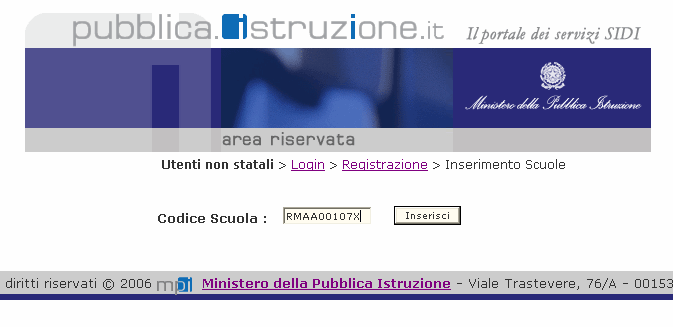 pubblica.istruzione.it
Il portale dei servizi SIDI
Ministero della Pubblica Istruzione
area riservata
Utenti non statali > Login > Registrazione > Inserimento Scuole
Codice Scuola : RMAA00107X Inserisci
diritti riservati © 2006 mpi Ministero della Pubblica Istruzione - Viale Trastevere, 76/A - 00153